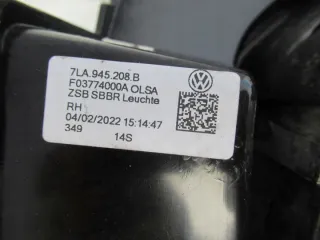 7LA.945.208.B
F03774000A OLSA
ZSB SBBR Leuchte
RH
04/02/2022 15:14:47
349
14S